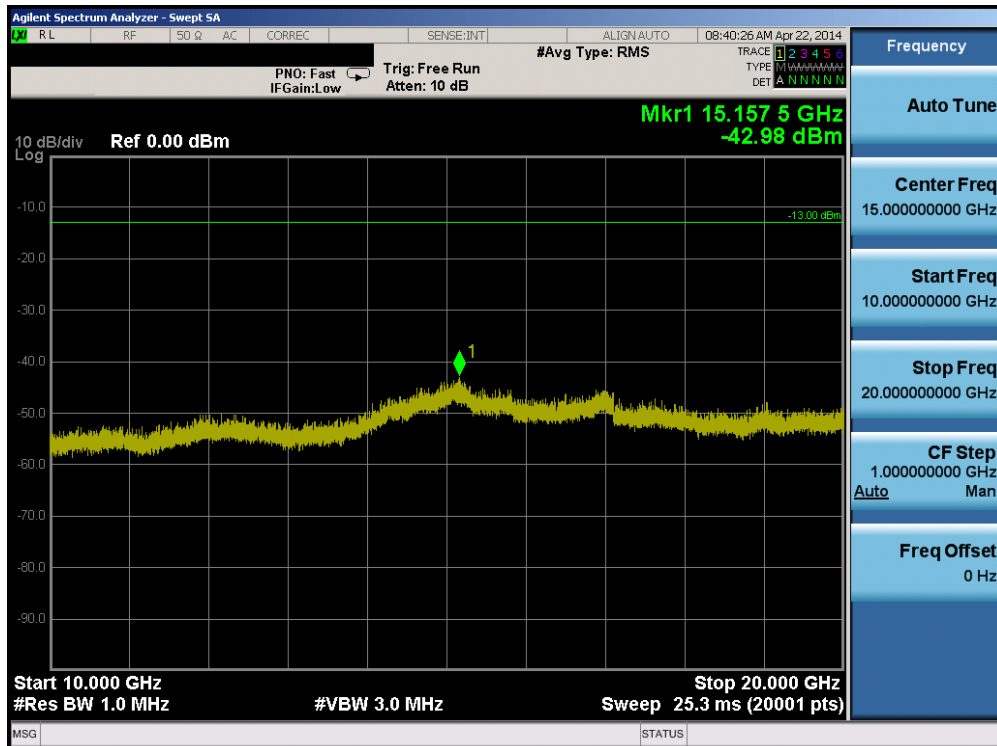 Agilent Spectrum Analyzer - Swept SA
LXI RL RF 50 Ω AC CORREC SENSE:INT ALIGN AUTO 08:40:26 AM Apr 22, 2014
#Avg Type: RMS TRACE 1 2 3 4 5 6
PNO: Fast Trig: Free Run TYPE M WWWWW
IFGain:Low Atten: 10 dB DET A N N N N N
Mkr1 15.157 5 GHz
-42.98 dBm
10 dB/div Ref 0.00 dBm
Log
-10.0
-13.00 dBm
-20.0
-30.0
-40.0
1
-50.0
-60.0
-70.0
-80.0
-90.0
Start 10.000 GHz Stop 20.000 GHz
#Res BW 1.0 MHz #VBW 3.0 MHz Sweep 25.3 ms (20001 pts)
MSG STATUS
Frequency
Auto Tune
Center Freq
15.000000000 GHz
Start Freq
10.000000000 GHz
Stop Freq
20.000000000 GHz
CF Step
1.000000000 GHz
Auto Man
Freq Offset
0 Hz